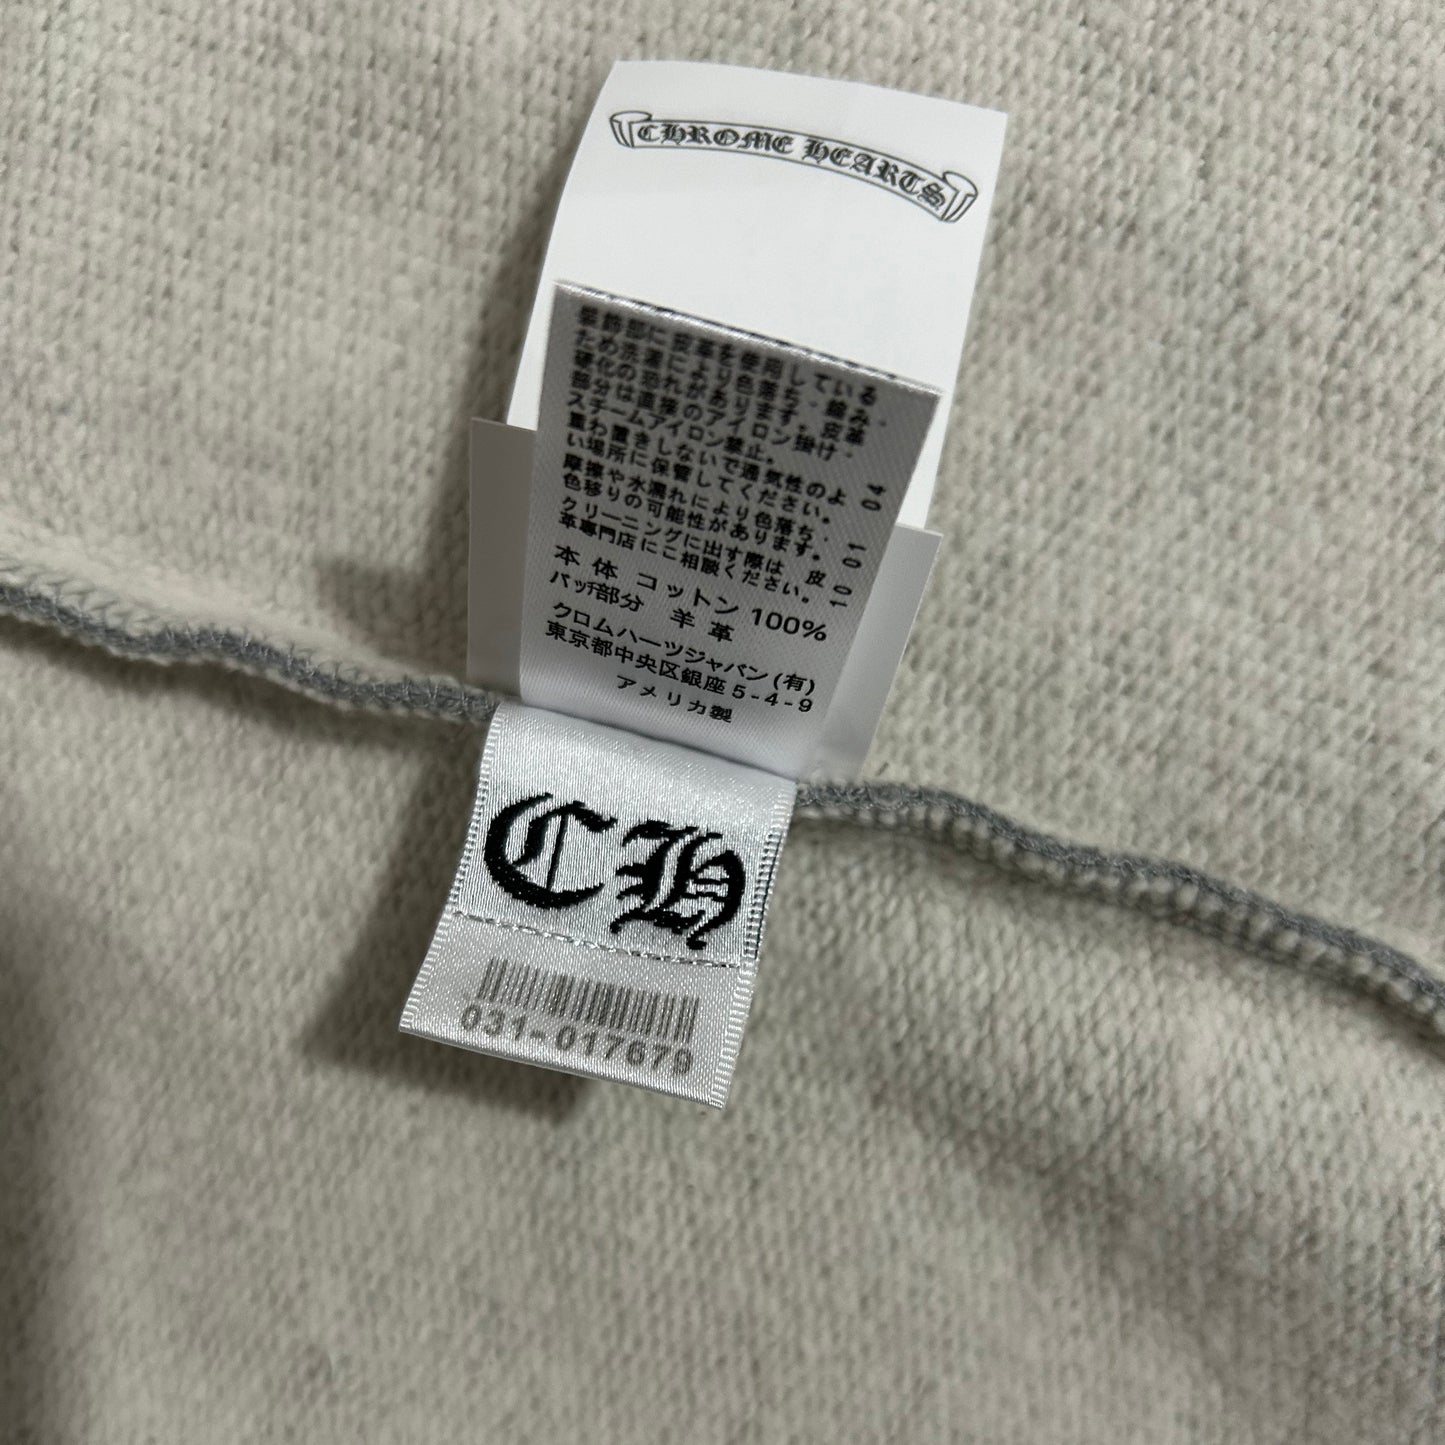 CHROME HEARTS
装飾部に皮革を使用している
ため洗濯により色落ち・縮み・
硬化の恐れがあります。皮革
部分は直接のアイロン掛け・
スチームアイロン禁止。
重わ置きしないで通気性のよ
い場所に保管してください。
摩擦や水濡れにより色落ち・
色移りの可能性があります。
クリーニングに出す際は 皮
革専門店にご相談ください。
10 01 04
本体 コットン 100%
パッチ部分 羊革
クロムハーツジャパン(有)
東京都中央区銀座5-4-9
アメリカ製
CH
031-017679